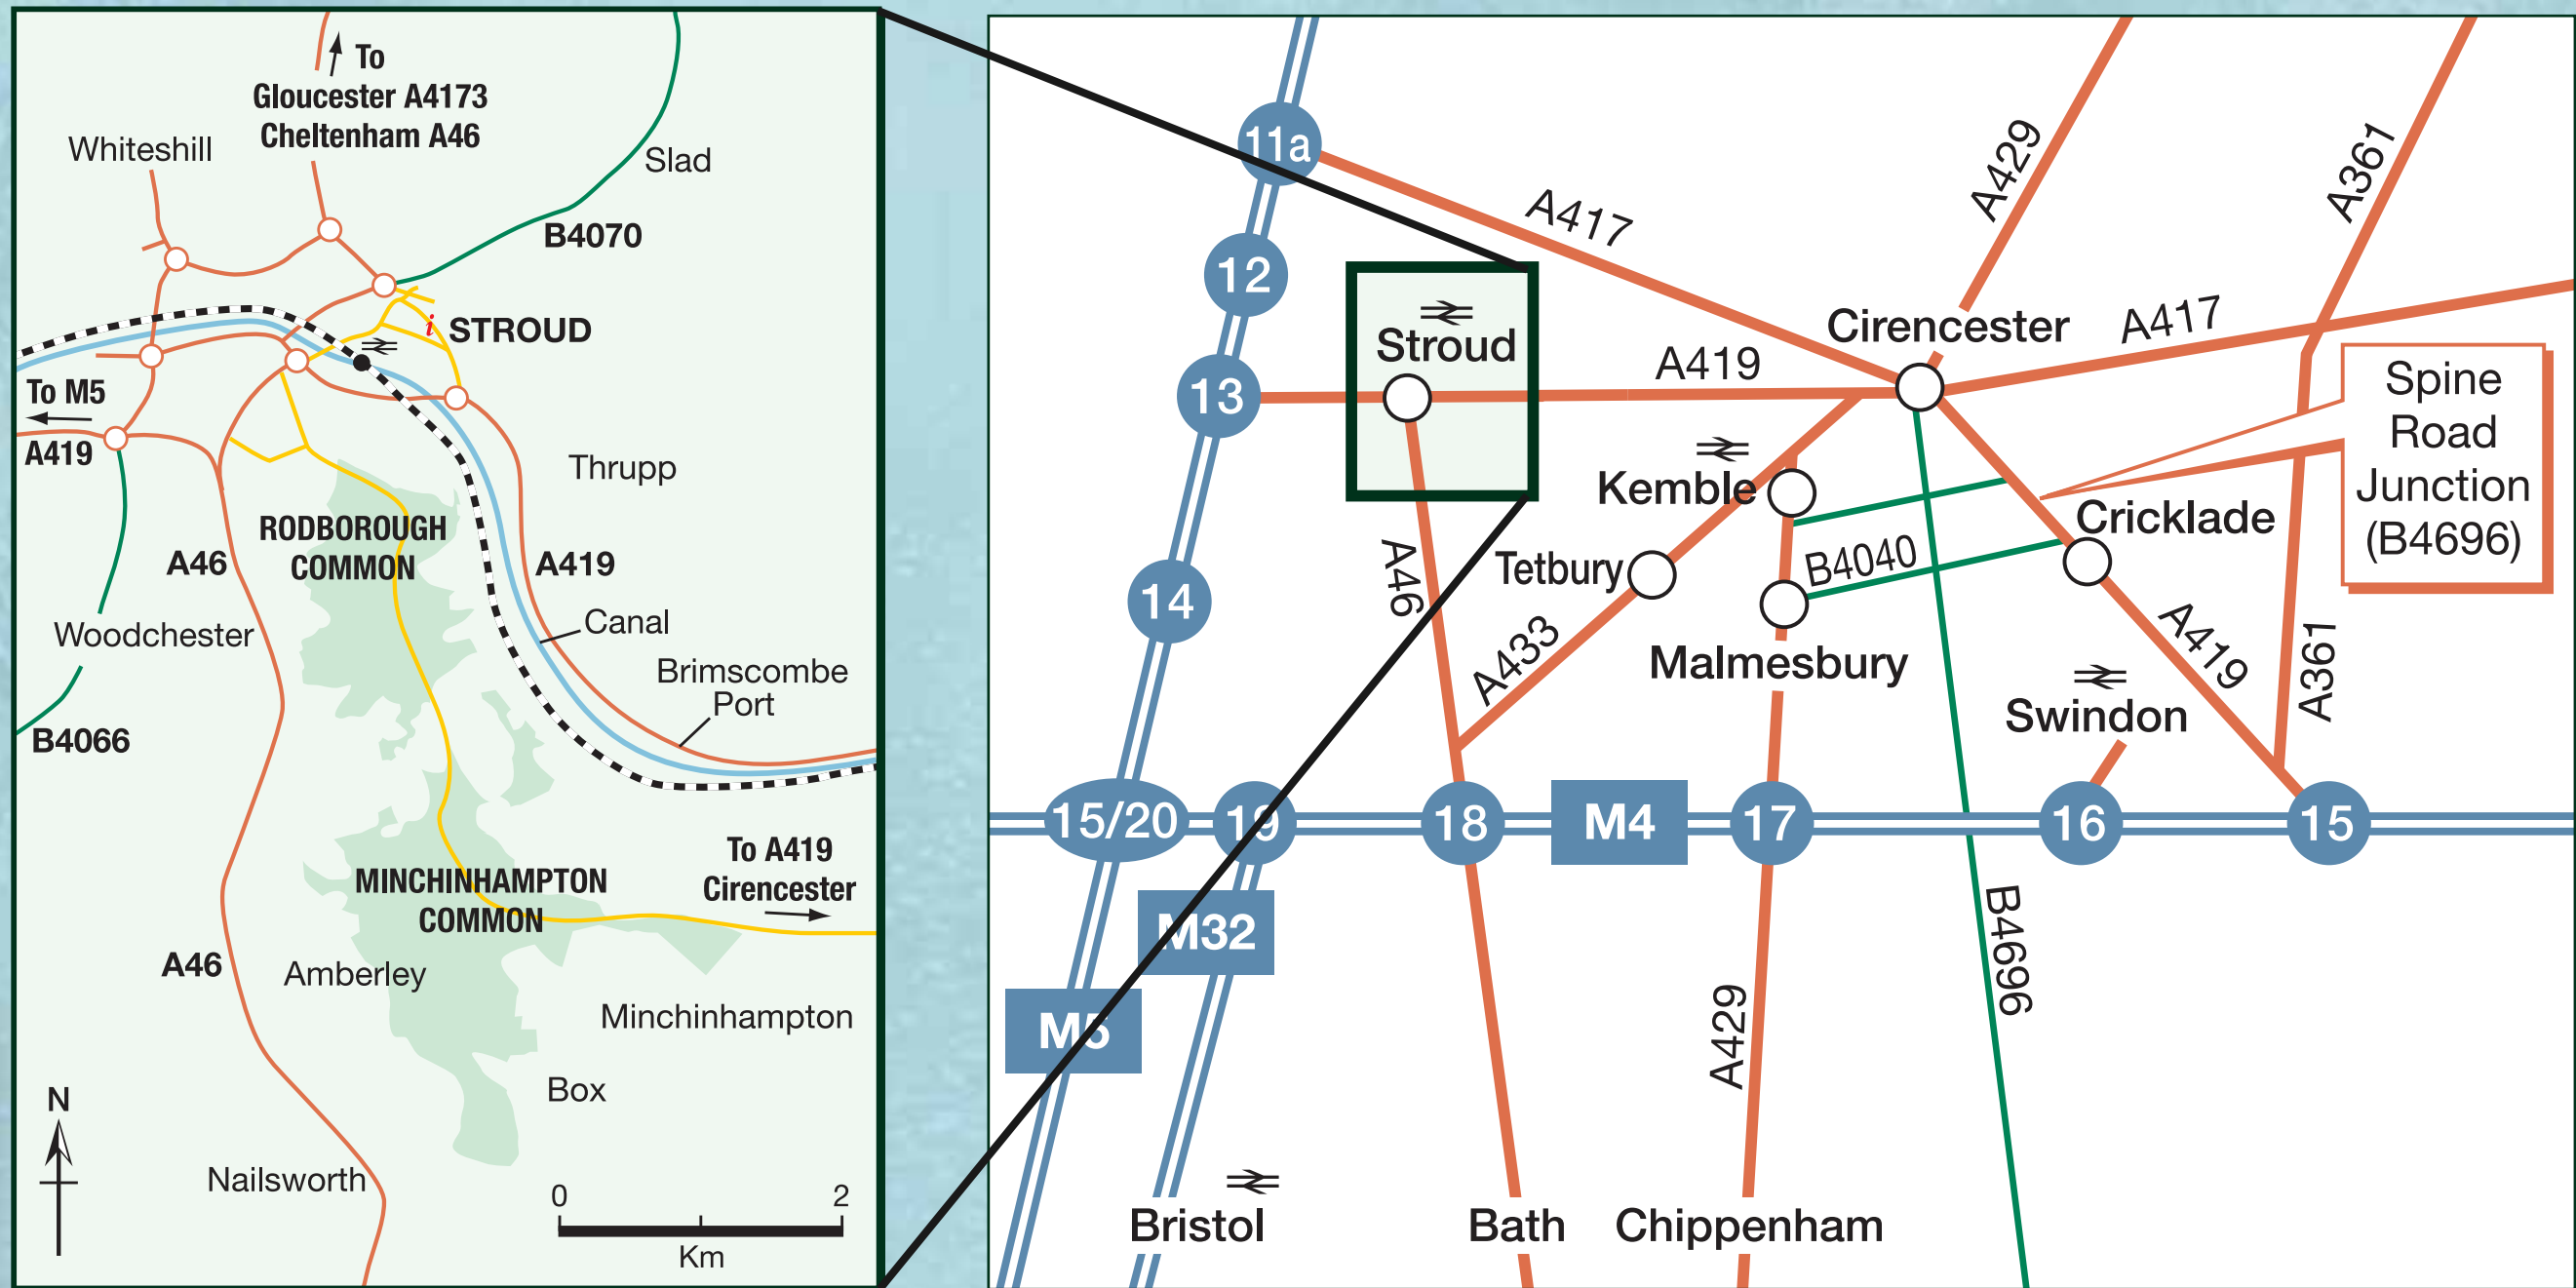 To
Gloucester A4173
Cheltenham A46
Whiteshill
Slad
B4070
i
STROUD
To M5
A419
Thrupp
RODBOROUGH
COMMON
A46
A419
Canal
Woodchester
Brimscombe
Port
B4066
To A419
Cirencester
MINCHINHAMPTON
COMMON
A46
Amberley
Minchinhampton
Box
N
Nailsworth
0 2
Km
11a
A417
A429
A361
12
Stroud
Cirencester
A417
13
A419
Spine
Road
Junction
(B4696)
Kemble
Cricklade
A46
Tetbury
B4040
14
A433
Malmesbury
A419
A361
Swindon
15/20
19
18
M4
17
16
15
M32
B4696
M5
A429
Bristol
Bath
Chippenham